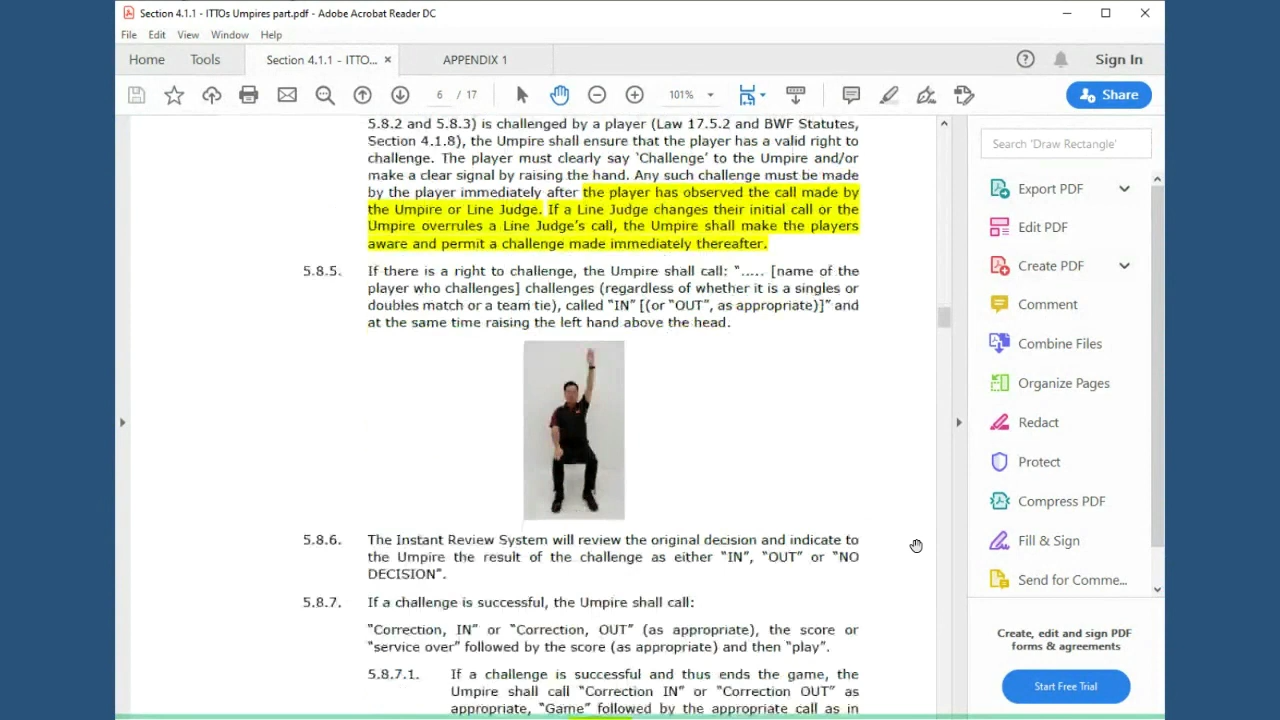 Section 4.1.1 - ITTOs Umpires part.pdf - Adobe Acrobat Reader DC
File Edit View Window Help
Home Tools Section 4.1.1 - ITTO... × APPENDIX 1 Sign In
6 / 17 101% Share
5.8.2 and 5.8.3) is challenged by a player (Law 17.5.2 and BWF Statutes,
Section 4.1.8), the Umpire shall ensure that the player has a valid right to
challenge. The player must clearly say ‘Challenge’ to the Umpire and/or
make a clear signal by raising the hand. Any such challenge must be made
by the player immediately after the player has observed the call made by
the Umpire or Line Judge. If a Line Judge changes their initial call or the
Umpire overrules a Line Judge’s call, the Umpire shall make the players
aware and permit a challenge made immediately thereafter.
5.8.5. If there is a right to challenge, the Umpire shall call: “..... [name of the
player who challenges] challenges (regardless of whether it is a singles or
doubles match or a team tie), called “IN” [(or “OUT”, as appropriate)]” and
at the same time raising the left hand above the head.
5.8.6. The Instant Review System will review the original decision and indicate to
the Umpire the result of the challenge as either “IN”, “OUT” or “NO
DECISION”.
5.8.7. If a challenge is successful, the Umpire shall call:
“Correction, IN” or “Correction, OUT” (as appropriate), the score or
“service over” followed by the score (as appropriate) and then “play”.
5.8.7.1. If a challenge is successful and thus ends the game, the
Umpire shall call “Correction IN” or “Correction OUT” as
appropriate, “Game” followed by the appropriate call as in
Search 'Draw Rectangle'
Export PDF
Edit PDF
Create PDF
Comment
Combine Files
Organize Pages
Redact
Protect
Compress PDF
Fill & Sign
Send for Comme...
Create, edit and sign PDF
forms & agreements
Start Free Trial